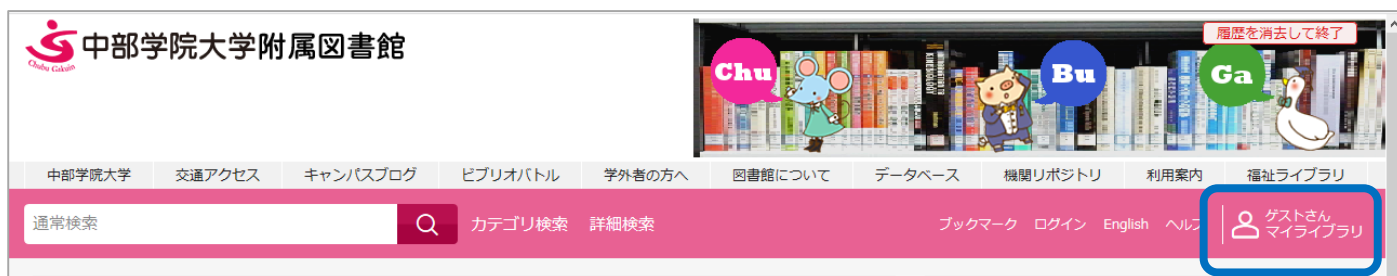 中部学院大学附属図書館
Chubu Gakuin
履歴を消去して終了
Chu
Bu
Ga
KINESIOLOGY
中部学院大学 交通アクセス キャンパスブログ ビブリオバトル 学外者の方へ 図書館について データベース 機関リポジトリ 利用案内 福祉ライブラリ
通常検索 カテゴリ検索 詳細検索 ブックマーク ログイン English ヘルプ ゲストさん
マイライブラリ